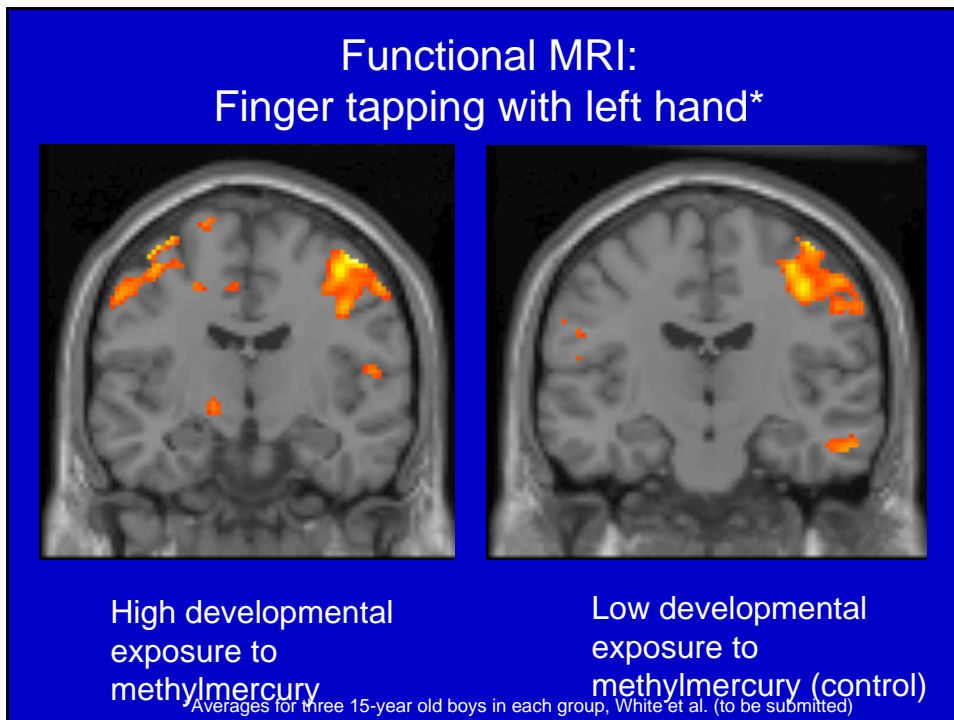 Functional MRI:
Finger tapping with left hand*
High developmental
exposure to
methylmercury
Low developmental
exposure to
methylmercury (control)
*Averages for three 15-year old boys in each group, White et al. (to be submitted)